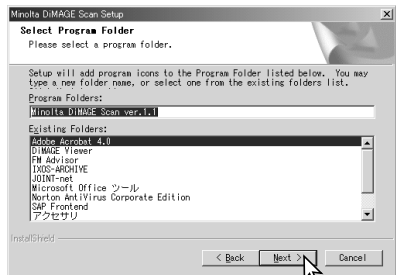 Minolta DiMAGE Scan Setup
Select Program Folder
Please select a program folder.
Setup will add program icons to the Program Folder listed below. You may
type a new folder name, or select one from the existing folders list.
Program Folders:
Minolta DiMAGE Scan ver.1.1
Existing Folders:
Adobe Acrobat 4.0
DiMAGE Viewer
FM Advisor
IXOS-ARCHIVE
JOINT-net
Microsoft Office ツール
Norton AntiVirus Corporate Edition
SAP Frontend
アクセサリ
InstallShield
< Back Next > Cancel